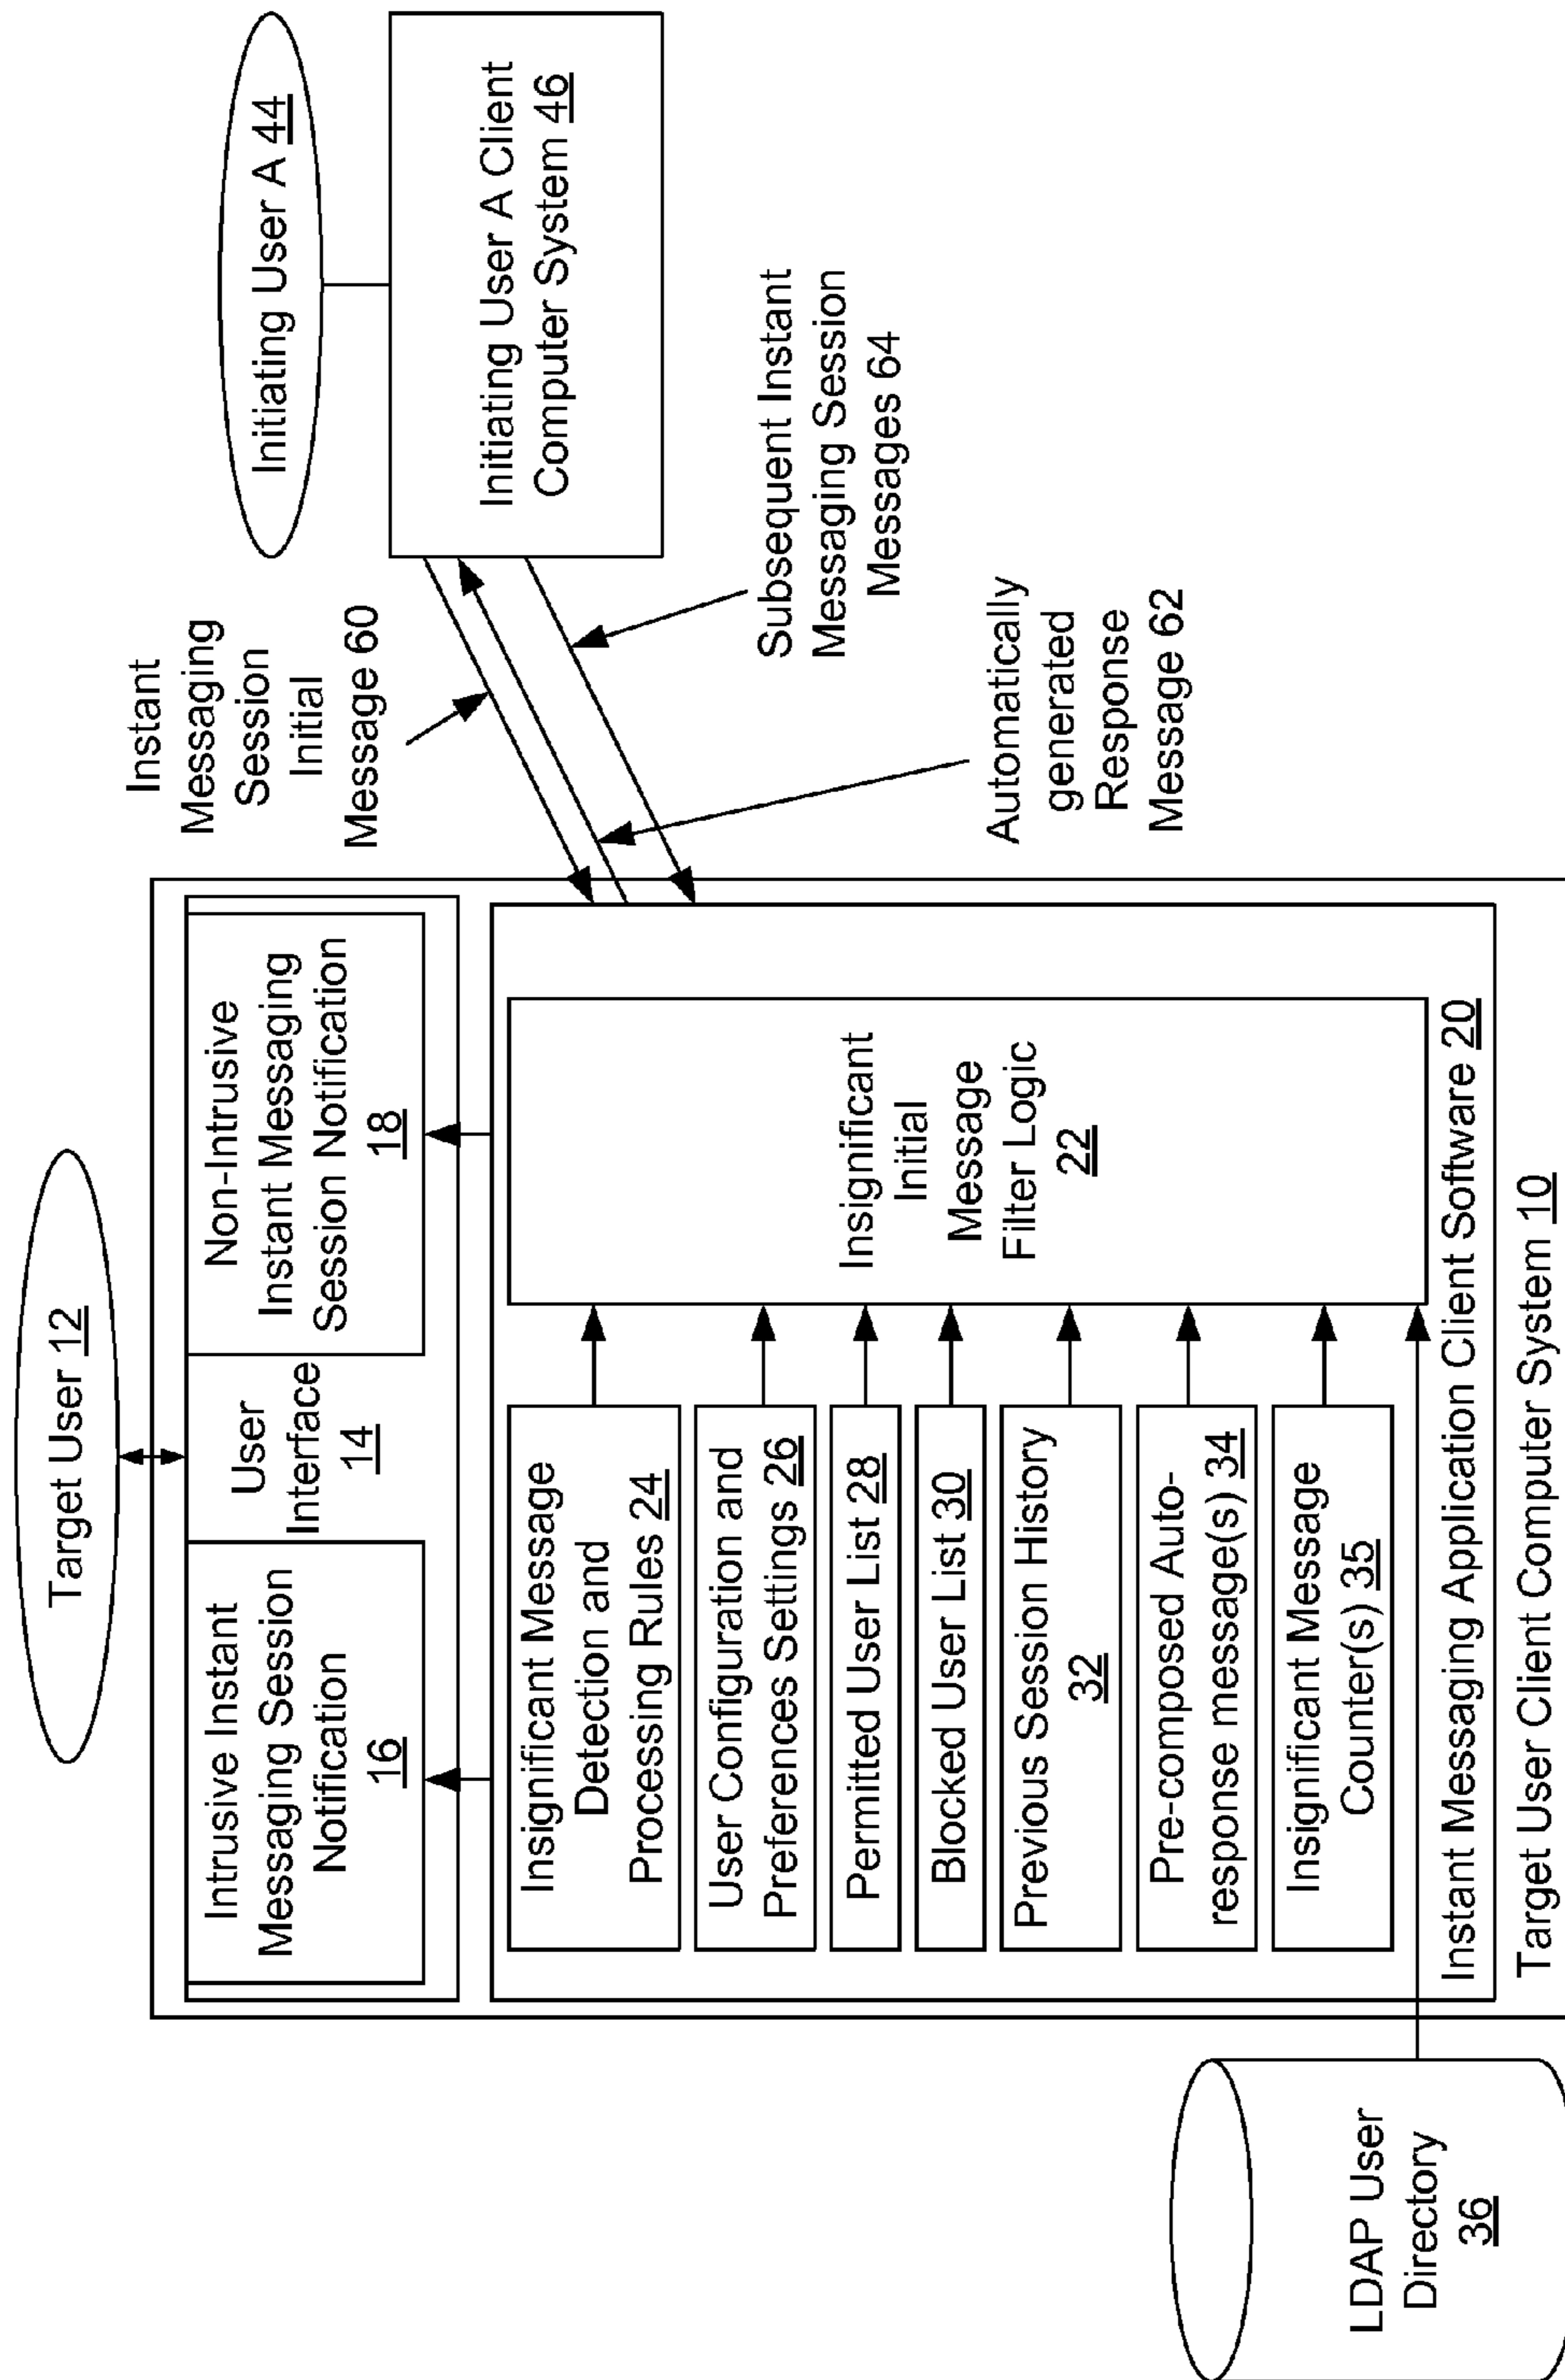 Target User 12
Intrusive Instant
Messaging Session
Notification
16
User
Interface
14
Non-Intrusive
Instant Messaging
Session Notification
18
Insignificant Message
Detection and
Processing Rules 24
User Configuration and
Preferences Settings 26
Permitted User List 28
Blocked User List 30
Previous Session History
32
Pre-composed Auto-
response message(s) 34
Insignificant Message
Counter(s) 35
Insignificant
Initial
Message
Filter Logic
22
Instant Messaging Application Client Software 20
Target User Client Computer System 10
LDAP User
Directory
36
Instant
Messaging
Session
Initial
Message 60
Initiating User A 44
Initiating User A Client
Computer System 46
Subsequent Instant
Messaging Session
Messages 64
Automatically
generated
Response
Message 62